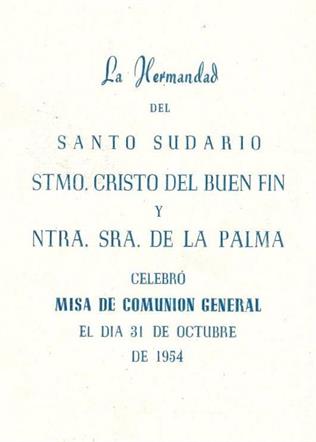 La Hermandad
DEL
SANTO SUDARIO
STMO. CRISTO DEL BUEN FIN
Y
NTRA. SRA. DE LA PALMA
CELEBRÓ
MISA DE COMUNION GENERAL
EL DIA 31 DE OCTUBRE
DE 1954